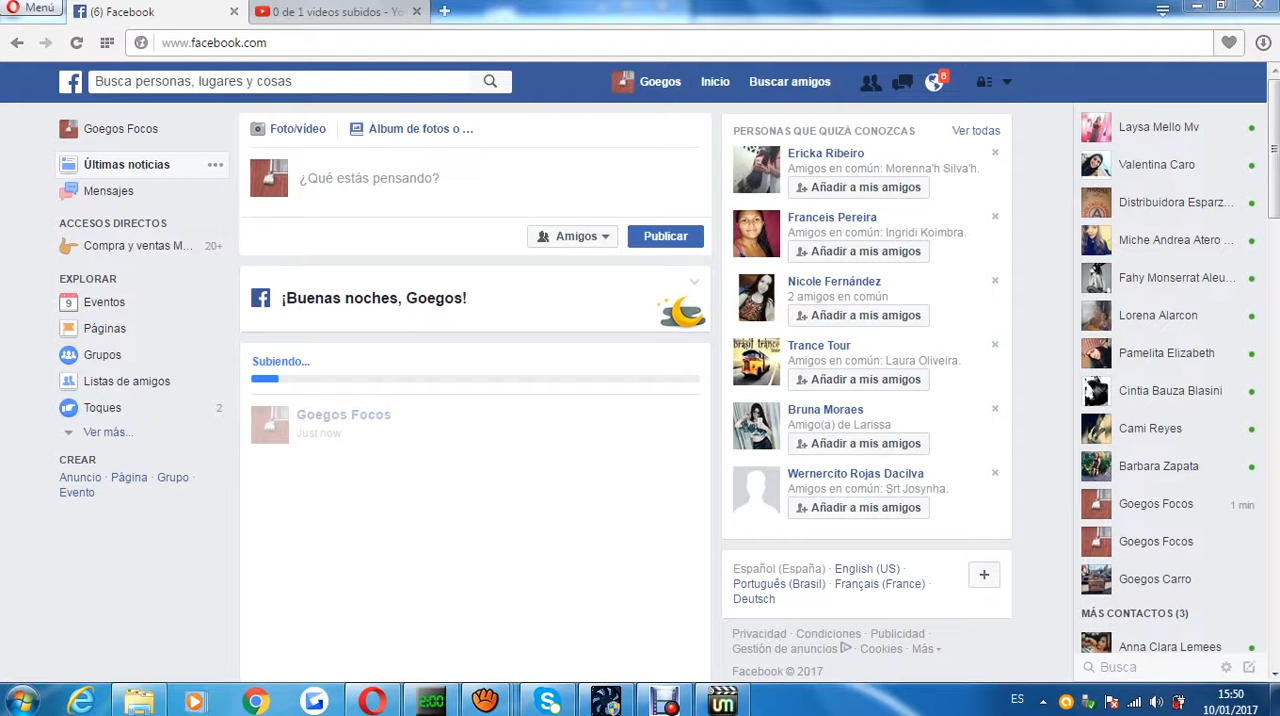 Menú
(6) Facebook
0 de 1 videos subidos - Yo
www.facebook.com
Busca personas, lugares y cosas
Goegos
Inicio
Buscar amigos
6
Goegos Focos
Últimas noticias
Mensajes
ACCESOS DIRECTOS
Compra y ventas M... 20+
EXPLORAR
9 Eventos
Páginas
Grupos
Listas de amigos
Toques 2
Ver más...
CREAR
Anuncio · Página · Grupo ·
Evento
Foto/vídeo
Álbum de fotos o ...
¿Qué estás pensando?
Amigos
Publicar
¡Buenas noches, Goegos!
Subiendo...
Goegos Focos
Just now
PERSONAS QUE QUIZÁ CONOZCAS Ver todas
Ericka Ribeiro
Amigos en común: Morenna'h Silva'h.
Añadir a mis amigos
Franceis Pereira
Amigos en común: Ingridi Koimbra.
Añadir a mis amigos
Nicole Fernández
2 amigos en común
Añadir a mis amigos
brasil trance
Trance Tour
Amigos en común: Laura Oliveira.
Añadir a mis amigos
Bruna Moraes
Amigo(a) de Larissa
Añadir a mis amigos
Wernercito Rojas Dacilva
Amigos en común: Srt Josynha.
Añadir a mis amigos
Español (España) · English (US) ·
Português (Brasil) · Français (France) ·
Deutsch
Privacidad · Condiciones · Publicidad ·
Gestión de anuncios · Cookies · Más
Facebook © 2017
Laysa Mello Mv
Valentina Caro
Distribuidora Esparz...
Miche Andrea Atero ...
Fahy Monserrat Aleu...
Lorena Alarcon
Pamelita Elizabeth
Cintia Bauza Blasini
Cami Reyes
Barbara Zapata
Goegos Focos 1 min
Goegos Focos
Goegos Carro
MÁS CONTACTOS (3)
Anna Clara Lemees
Busca
2:00
UM
ES
15:50
10/01/2017